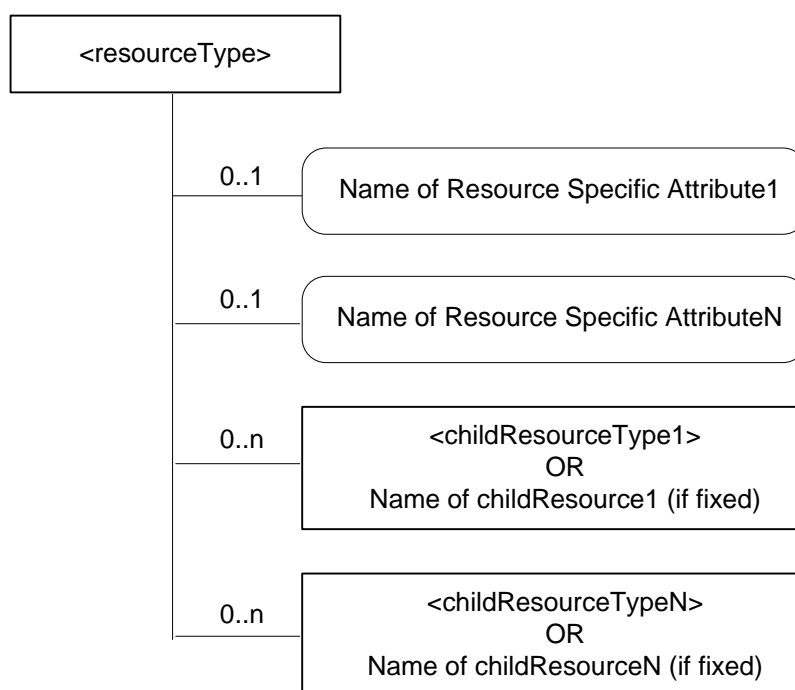 <resourceType>
0..1
Name of Resource Specific Attribute1
0..1
Name of Resource Specific AttributeN
0..n
<childResourceType1>
OR
Name of childResource1 (if fixed)
0..n
<childResourceTypeN>
OR
Name of childResourceN (if fixed)